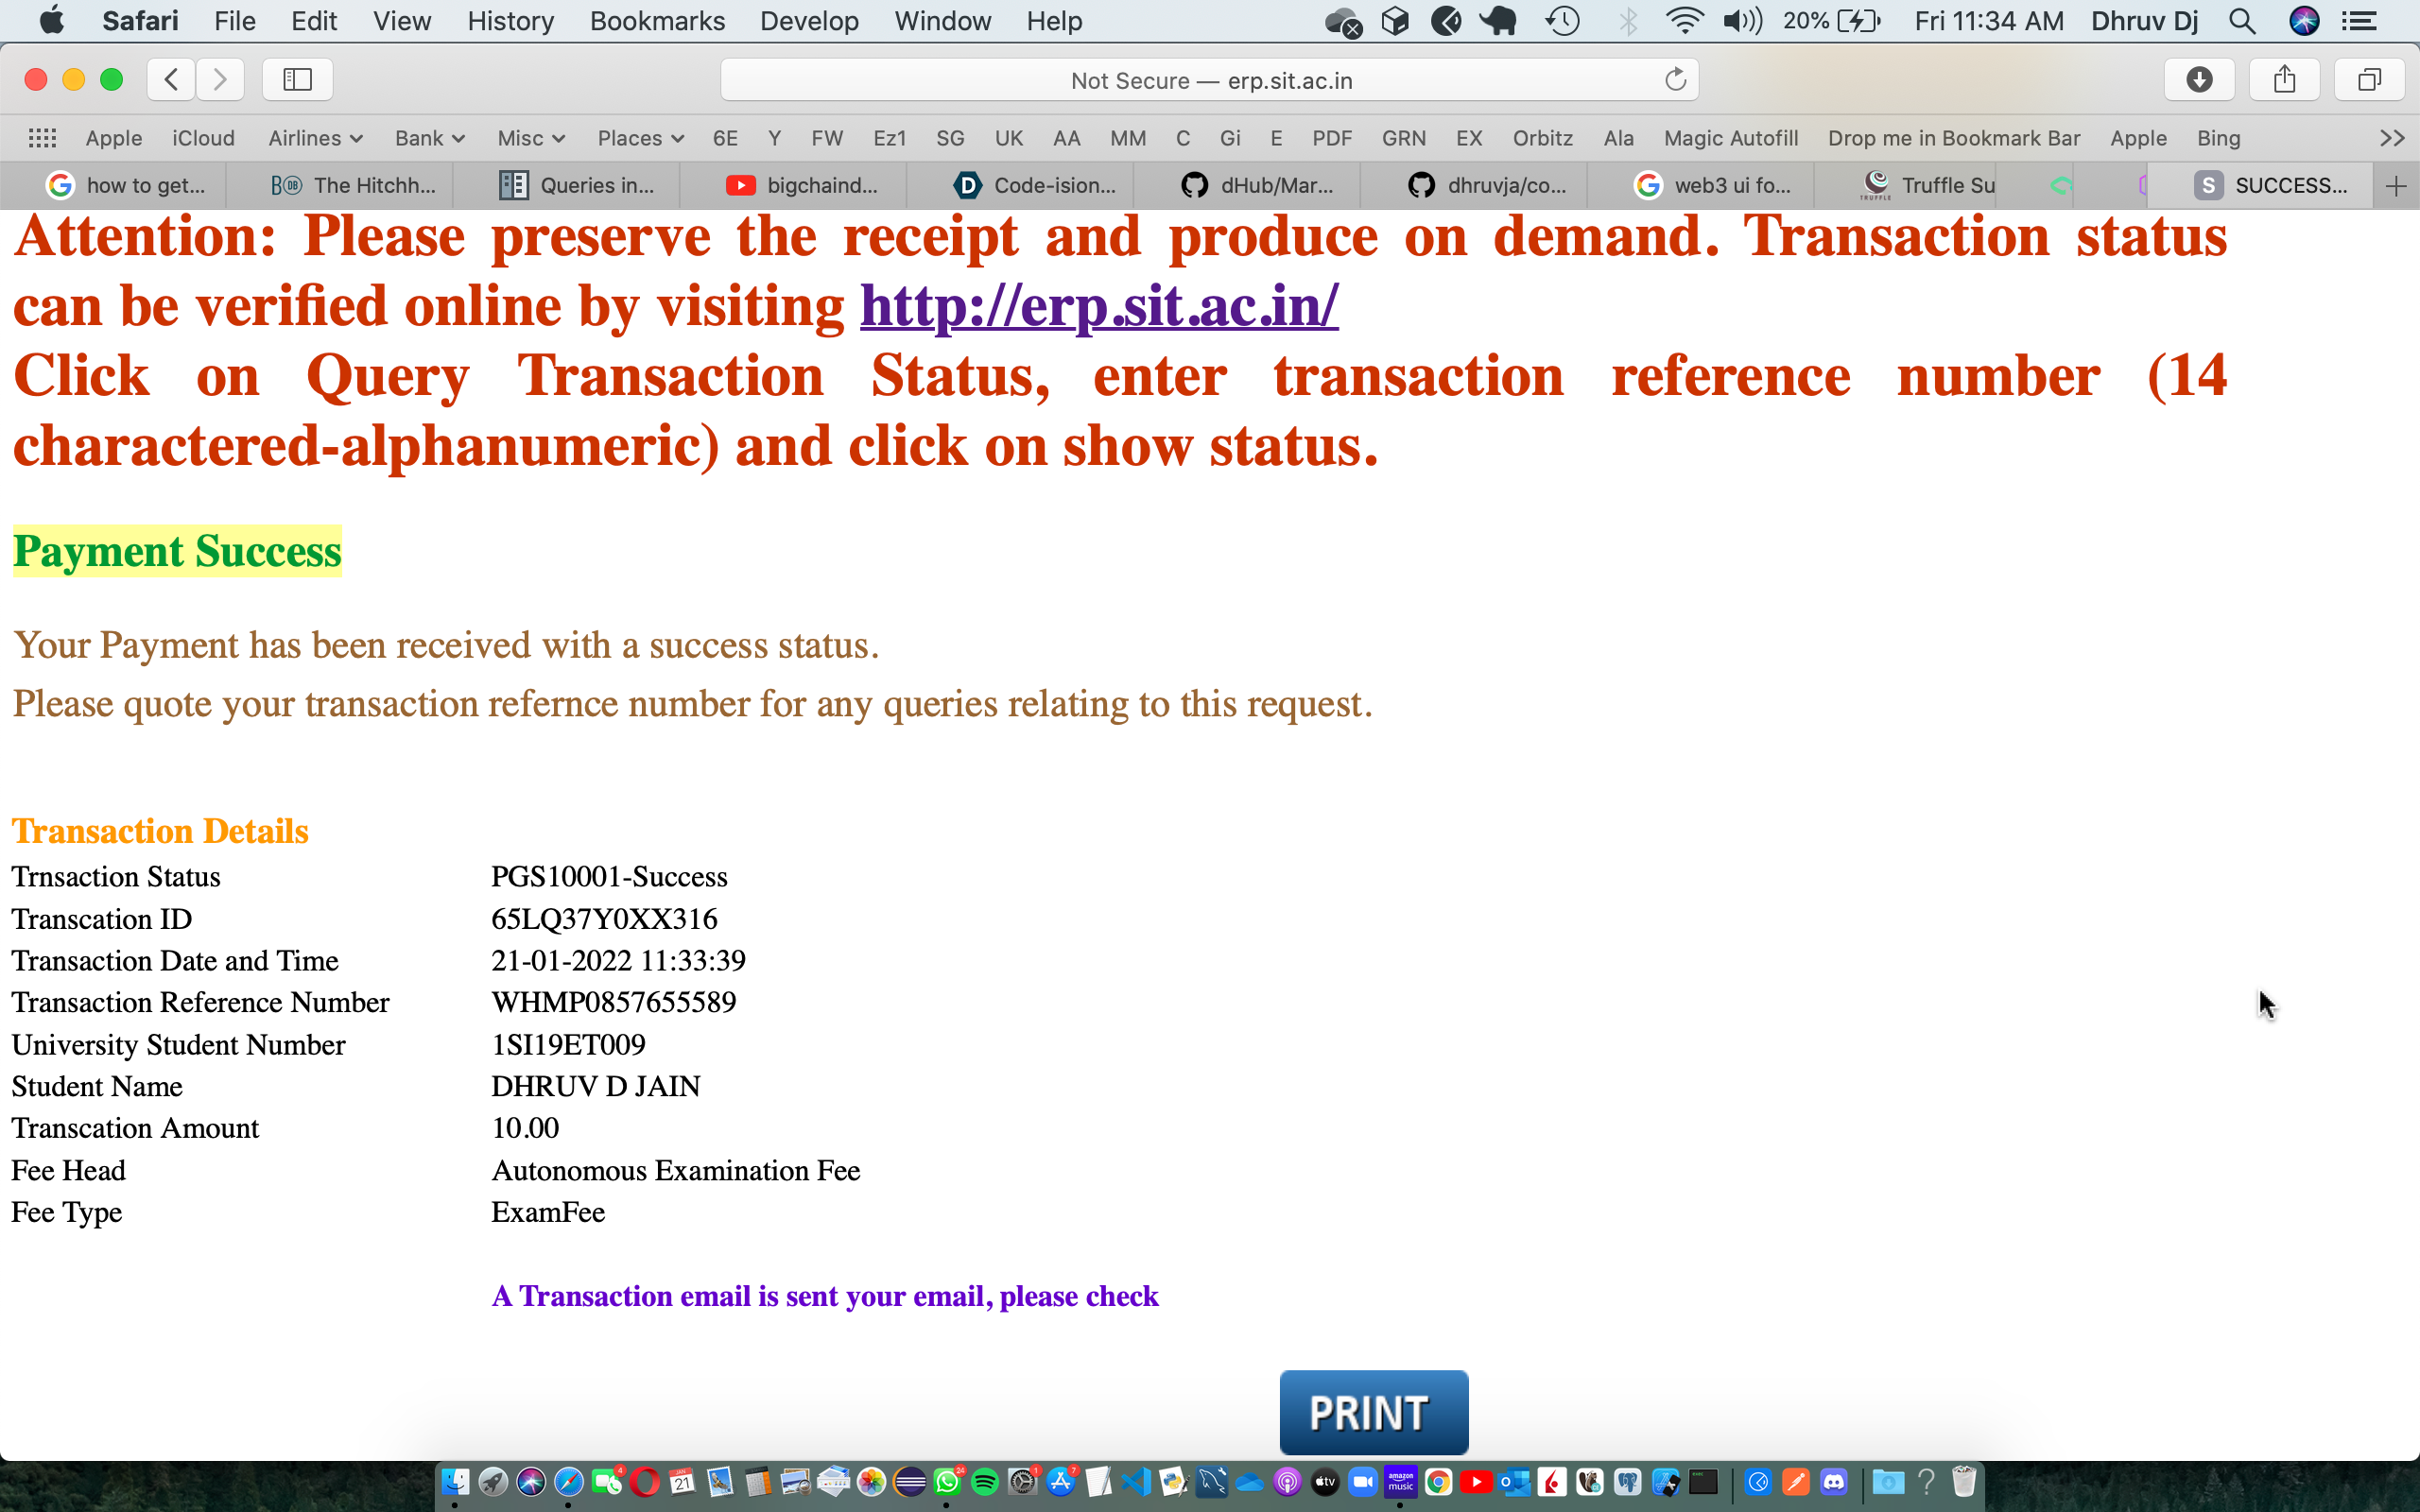 Safari File Edit View History Bookmarks Develop Window Help 20% Fri 11:34 AM Dhruv Dj
Not Secure — erp.sit.ac.in
Apple iCloud Airlines Bank Misc Places 6E Y FW Ez1 SG UK AA MM C Gi E PDF GRN EX Orbitz Ala Magic Autofill Drop me in Bookmark Bar Apple Bing
how to get... The Hitchh... Queries in... bigchaind... Code-ision... dHub/Mar... dhruvja/co... web3 ui fo... Truffle Su SUCCESS...
Attention: Please preserve the receipt and produce on demand. Transaction status
can be verified online by visiting http://erp.sit.ac.in/
Click on Query Transaction Status, enter transaction reference number (14
charactered-alphanumeric) and click on show status.
Payment Success
Your Payment has been received with a success status.
Please quote your transaction refernce number for any queries relating to this request.
Transaction Details
Trnsaction Status PGS10001-Success
Transcation ID 65LQ37Y0XX316
Transaction Date and Time 21-01-2022 11:33:39
Transaction Reference Number WHMP0857655589
University Student Number 1SI19ET009
Student Name DHRUV D JAIN
Transcation Amount 10.00
Fee Head Autonomous Examination Fee
Fee Type ExamFee
A Transaction email is sent your email, please check
PRINT